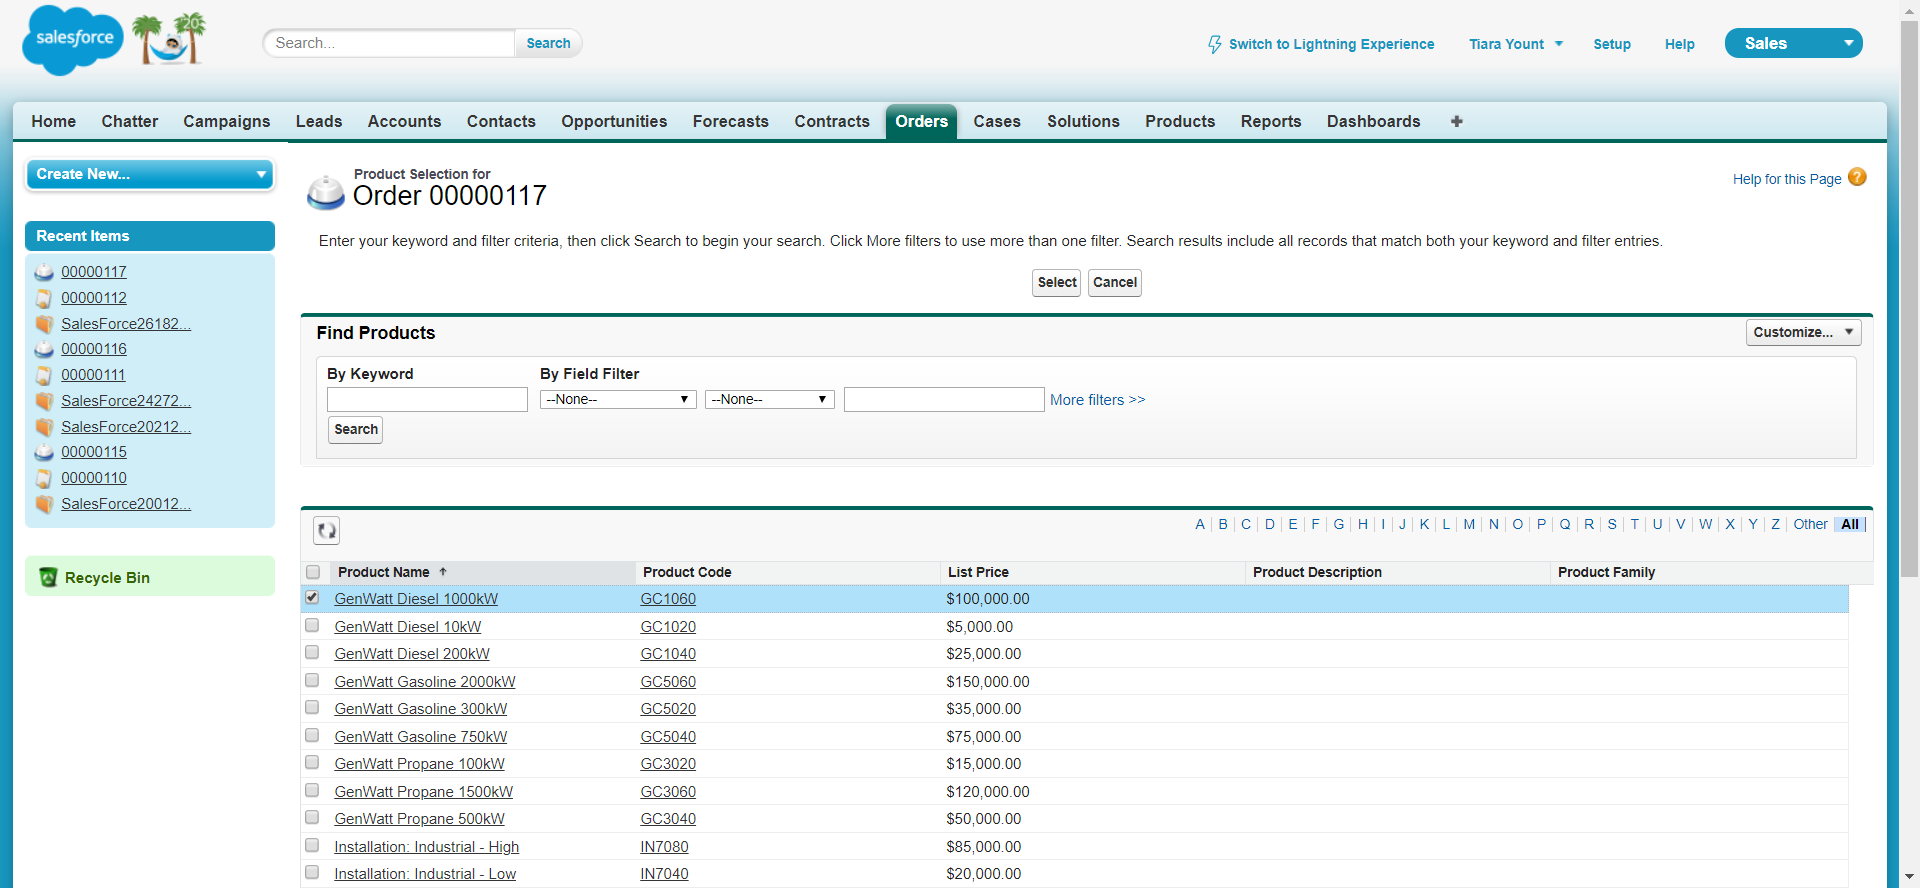 salesforce
20
Search...
Search
Switch to Lightning Experience
Tiara Yount
Setup
Help
Sales
Home
Chatter
Campaigns
Leads
Accounts
Contacts
Opportunities
Forecasts
Contracts
Orders
Cases
Solutions
Products
Reports
Dashboards
+
Create New...
Recent Items
00000117
00000112
SalesForce26182...
00000116
00000111
SalesForce24272...
SalesForce20212...
00000115
00000110
SalesForce20012...
Recycle Bin
Product Selection for
Order 00000117
Help for this Page ?
Enter your keyword and filter criteria, then click Search to begin your search. Click More filters to use more than one filter. Search results include all records that match both your keyword and filter entries.
Select Cancel
Find Products
Customize...
By Keyword By Field Filter
--None-- --None-- More filters >>
Search
A B C D E F G H I J K L M N O P Q R S T U V W X Y Z Other All
Product Name Product Code List Price Product Description Product Family
GenWatt Diesel 1000kW GC1060 $100,000.00
GenWatt Diesel 10kW GC1020 $5,000.00
GenWatt Diesel 200kW GC1040 $25,000.00
GenWatt Gasoline 2000kW GC5060 $150,000.00
GenWatt Gasoline 300kW GC5020 $35,000.00
GenWatt Gasoline 750kW GC5040 $75,000.00
GenWatt Propane 100kW GC3020 $15,000.00
GenWatt Propane 1500kW GC3060 $120,000.00
GenWatt Propane 500kW GC3040 $50,000.00
Installation: Industrial - High IN7080 $85,000.00
Installation: Industrial - Low IN7040 $20,000.00